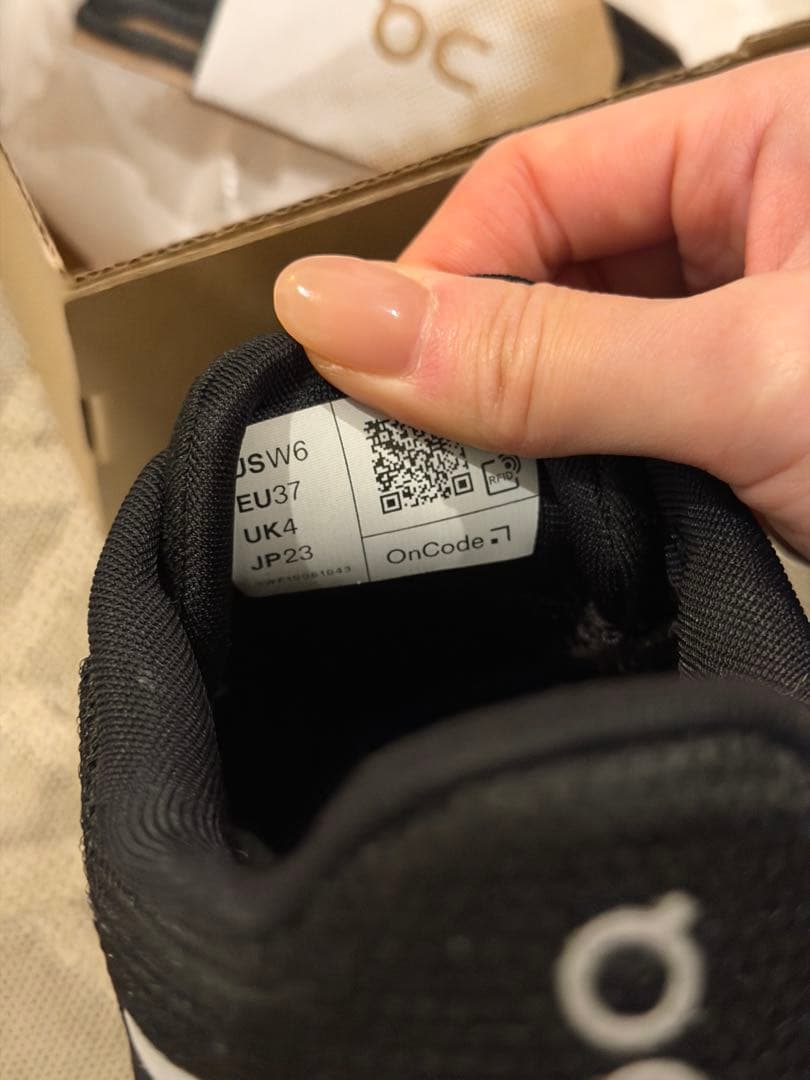 USW6
EU37
UK4
JP23
RFID
OnCode